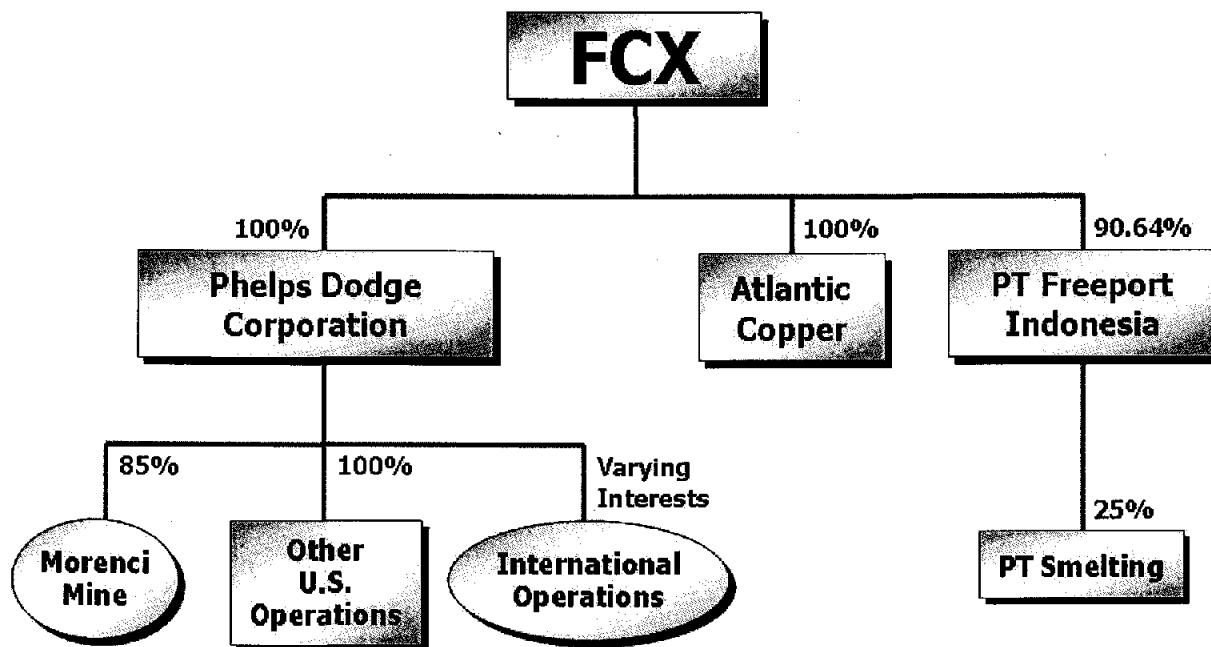 FCX
100%
100%
90.64%
Phelps Dodge
Corporation
Atlantic
Copper
PT Freeport
Indonesia
85%
100%
Varying
Interests
25%
Morenci
Mine
Other
U.S.
Operations
International
Operations
PT Smelting